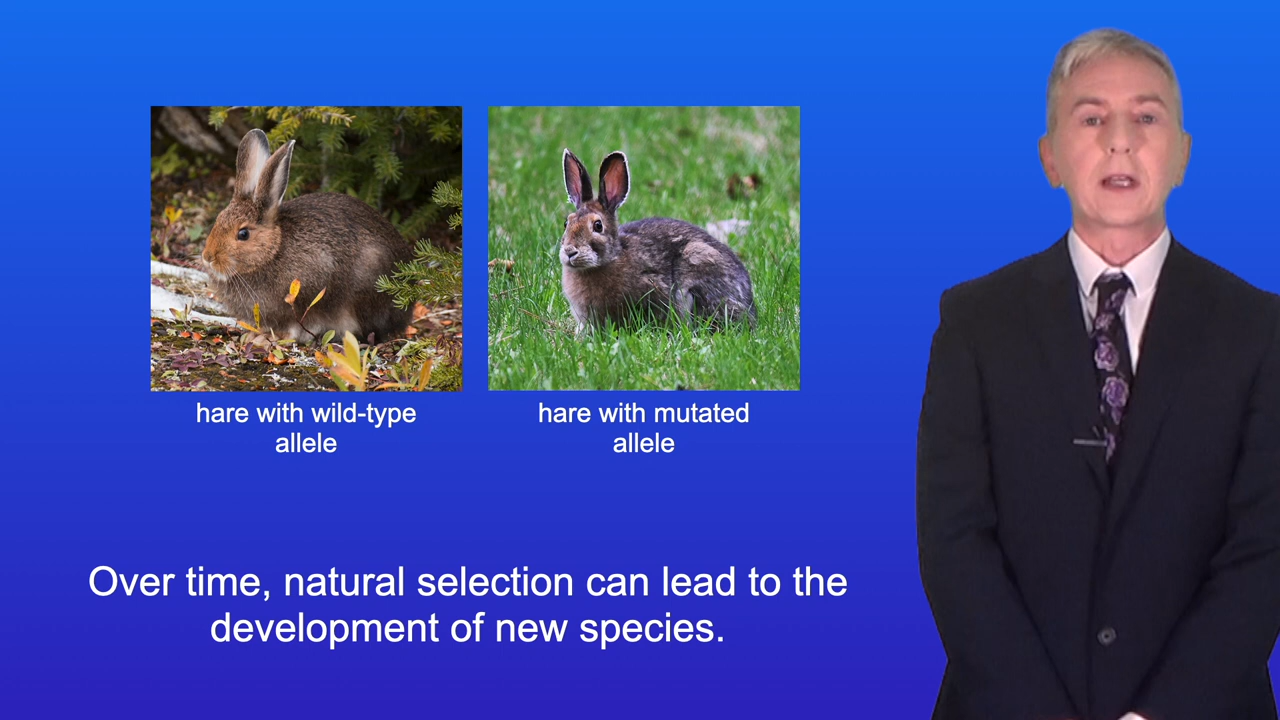 hare with wild-type
allele
hare with mutated
allele
Over time, natural selection can lead to the
development of new species.